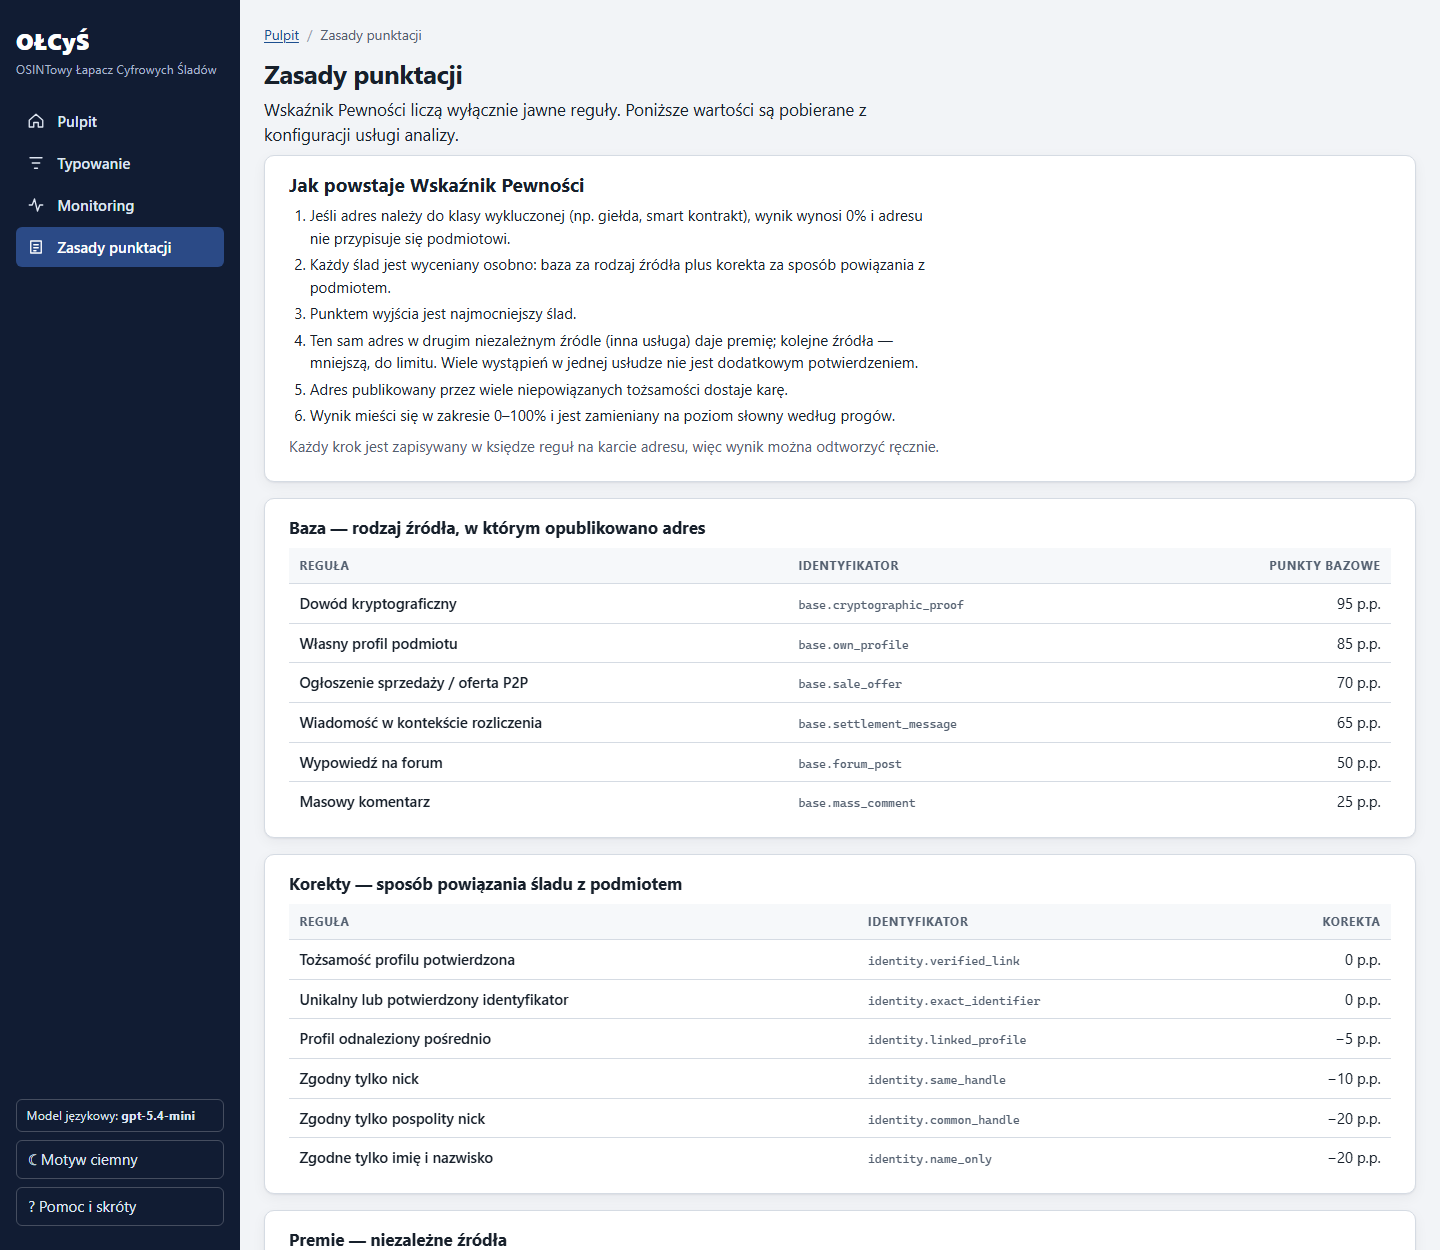 OŁCyŚ
OSINTowy Łapacz Cyfrowych Śladów
Pulpit
Typowanie
Monitoring
Zasady punktacji
Model językowy: gpt-5.4-mini
☾ Motyw ciemny
? Pomoc i skróty
Pulpit / Zasady punktacji
Zasady punktacji
Wskaźnik Pewności liczą wyłącznie jawne reguły. Poniższe wartości są pobierane z
konfiguracji usługi analizy.
Jak powstaje Wskaźnik Pewności
1. Jeśli adres należy do klasy wykluczonej (np. giełda, smart kontrakt), wynik wynosi 0% i adresu
nie przypisuje się podmiotowi.
2. Każdy ślad jest wyceniany osobno: baza za rodzaj źródła plus korekta za sposób powiązania z
podmiotem.
3. Punktem wyjścia jest najmocniejszy ślad.
4. Ten sam adres w drugim niezależnym źródle (inna usługa) daje premię; kolejne źródła —
mniejszą, do limitu. Wiele wystąpień w jednej usłudze nie jest dodatkowym potwierdzeniem.
5. Adres publikowany przez wiele niepowiązanych tożsamości dostaje karę.
6. Wynik mieści się w zakresie 0–100% i jest zamieniany na poziom słowny według progów.
Każdy krok jest zapisywany w księdze reguł na karcie adresu, więc wynik można odtworzyć ręcznie.
Baza — rodzaj źródła, w którym opublikowano adres
REGUŁA IDENTYFIKATOR PUNKTY BAZOWE
Dowód kryptograficzny base.cryptographic_proof 95 p.p.
Własny profil podmiotu base.own_profile 85 p.p.
Ogłoszenie sprzedaży / oferta P2P base.sale_offer 70 p.p.
Wiadomość w kontekście rozliczenia base.settlement_message 65 p.p.
Wypowiedź na forum base.forum_post 50 p.p.
Masowy komentarz base.mass_comment 25 p.p.
Korekty — sposób powiązania śladu z podmiotem
REGUŁA IDENTYFIKATOR KOREKTA
Tożsamość profilu potwierdzona identity.verified_link 0 p.p.
Unikalny lub potwierdzony identyfikator identity.exact_identifier 0 p.p.
Profil odnaleziony pośrednio identity.linked_profile −5 p.p.
Zgodny tylko nick identity.same_handle −10 p.p.
Zgodny tylko pospolity nick identity.common_handle −20 p.p.
Zgodne tylko imię i nazwisko identity.name_only −20 p.p.
Premie — niezależne źródła